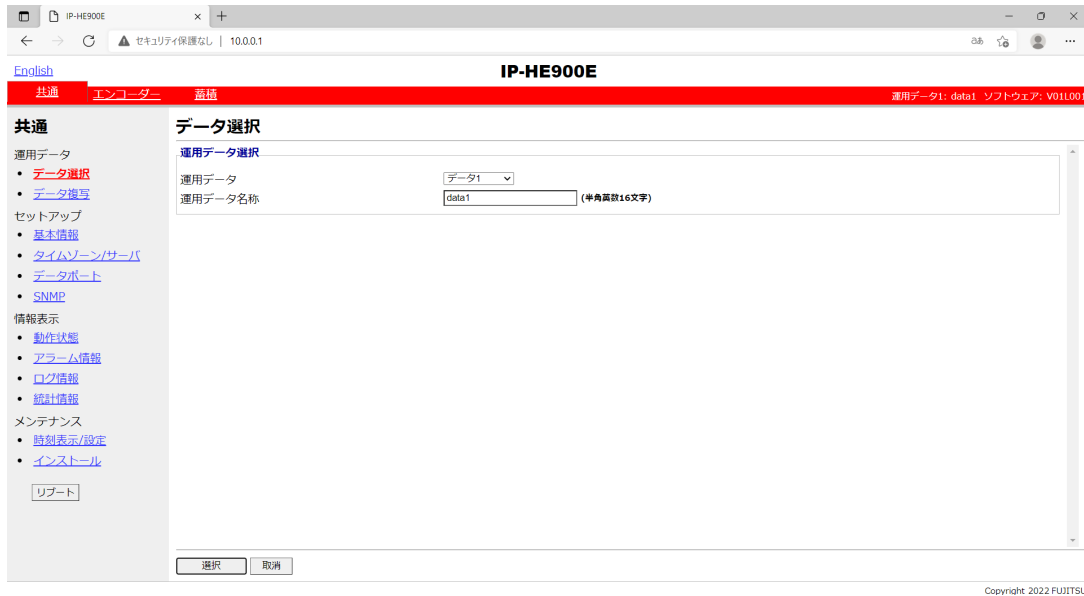 IP-HE900E
セキュリティ保護なし | 10.0.0.1
English
IP-HE900E
共通 エンコーダー 蓄積 運用データ1: data1 ソフトウェア: V01L001
共通
運用データ
データ選択
データ複写
セットアップ
基本情報
タイムゾーン/サーバ
データポート
SNMP
情報表示
動作状態
アラーム情報
ログ情報
統計情報
メンテナンス
時刻表示/設定
インストール
リブート
データ選択
運用データ選択
運用データ データ1
運用データ名称 data1 (半角英数16文字)
選択 取消
Copyright 2022 FUJITSU